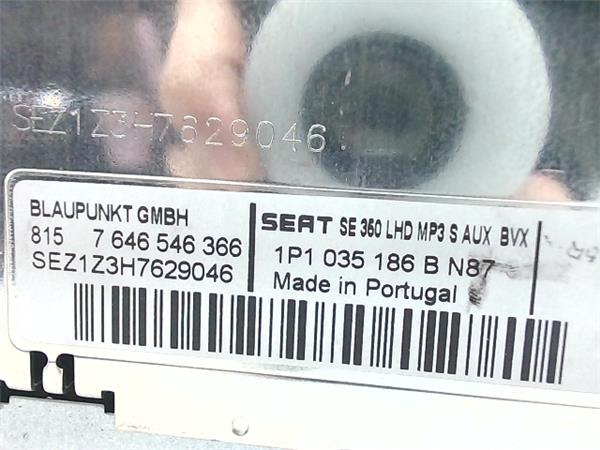 SEZ1Z3H7629046
BLAUPUNKT GMBH
815 7 646 546 366
SEZ1Z3H7629046
SEAT SE 350 LHD MP3 S AUX BVX
1P1 035 186 B N87
Made in Portugal